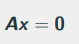 Ax = 0